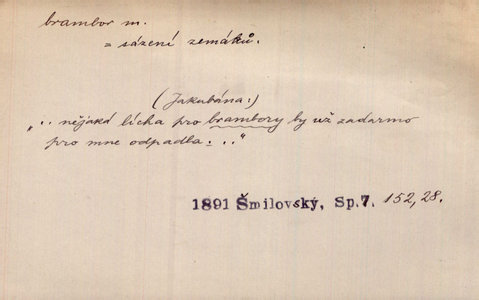 brambor m.
= sázení zemáků.
(Jakubána:)
„.. nějaká lícha pro brambory by už zadarmo
pro mne odpadla. .."
1891 Šmilovský, Sp.7. 152,28.